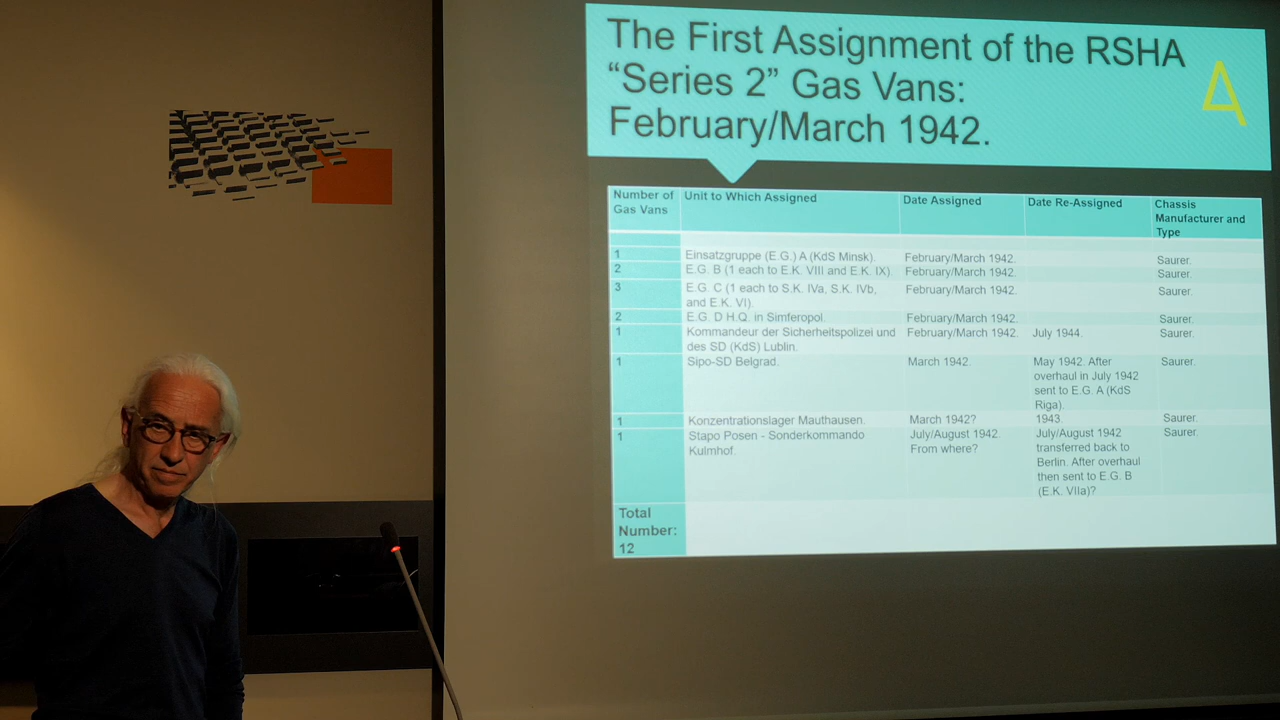 The First Assignment of the RSHA
“Series 2” Gas Vans:
February/March 1942.
Number of Gas Vans Unit to Which Assigned Date Assigned Date Re-Assigned Chassis Manufacturer and Type
1 Einsatzgruppe (E.G.) A (KdS Minsk). February/March 1942. Saurer.
2 E.G. B (1 each to E.K. VIII and E.K. IX). February/March 1942. Saurer.
3 E.G. C (1 each to S.K. IVa, S.K. IVb, and E.K. VI). February/March 1942. Saurer.
2 E.G. D H.Q. in Simferopol. February/March 1942. Saurer.
1 Kommandeur der Sicherheitspolizei und des SD (KdS) Lublin. February/March 1942. July 1944. Saurer.
1 Sipo-SD Belgrad. March 1942. May 1942. After overhaul in July 1942 sent to E.G. A (KdS Riga). Saurer.
1 Konzentrationslager Mauthausen. March 1942? 1943. Saurer.
1 Stapo Posen - Sonderkommando Kulmhof. July/August 1942. From where? July/August 1942 transferred back to Berlin. After overhaul then sent to E.G. B (E.K. VIIa)? Saurer.
Total
Number:
12